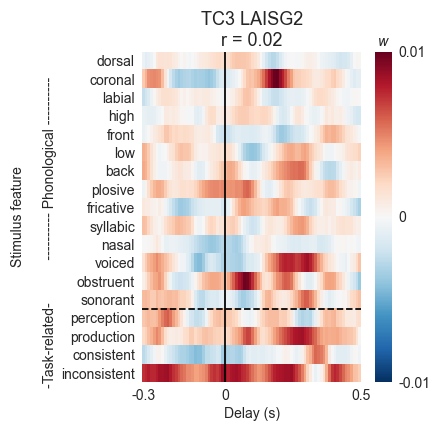 TC3 LAISG2
r = 0.02
w
dorsal
coronal
labial
high
front
low
back
plosive
fricative
syllabic
nasal
voiced
obstruent
sonorant
perception
production
consistent
inconsistent
Stimulus feature
-Task-related- ----------- Phonological -----------
-0.3 0 0.5
Delay (s)
0.01
0
-0.01